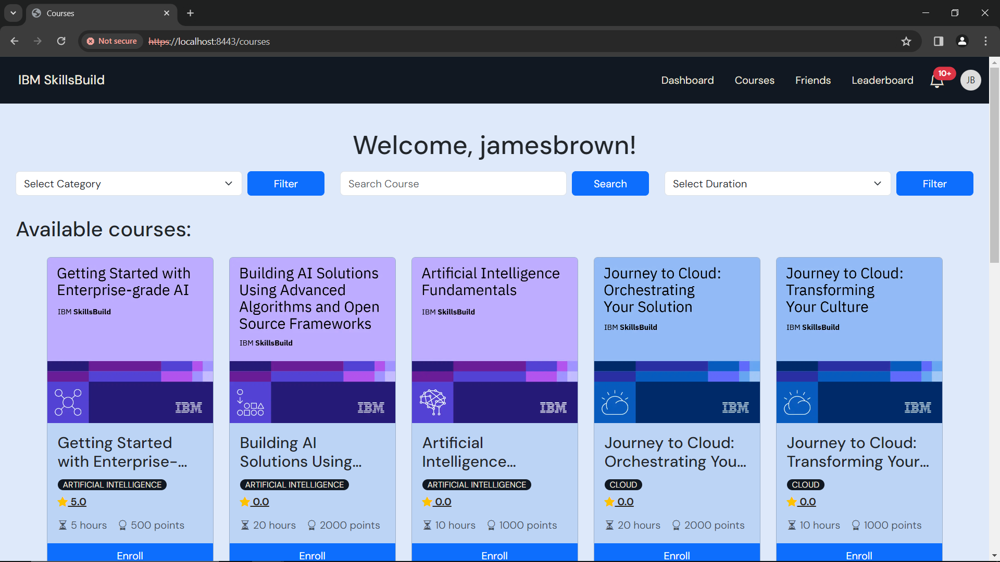 Courses
Not secure
https://localhost:8443/courses
IBM SkillsBuild
Dashboard
Courses
Friends
Leaderboard
10+
JB
Welcome, jamesbrown!
Select Category
Filter
Search Course
Search
Select Duration
Filter
Available courses:
Getting Started with
Enterprise-grade AI
IBM SkillsBuild
IBM
Getting Started
with Enterprise-...
ARTIFICIAL INTELLIGENCE
5.0
5 hours
500 points
Enroll
Building AI Solutions
Using Advanced
Algorithms and Open
Source Frameworks
IBM SkillsBuild
IBM
Building AI
Solutions Using...
ARTIFICIAL INTELLIGENCE
0.0
20 hours
2000 points
Enroll
Artificial Intelligence
Fundamentals
IBM SkillsBuild
IBM
Artificial
Intelligence...
ARTIFICIAL INTELLIGENCE
0.0
10 hours
1000 points
Enroll
Journey to Cloud:
Orchestrating
Your Solution
IBM SkillsBuild
IBM
Journey to Cloud:
Orchestrating You...
CLOUD
0.0
20 hours
2000 points
Enroll
Journey to Cloud:
Transforming
Your Culture
IBM SkillsBuild
IBM
Journey to Cloud:
Transforming Your...
CLOUD
0.0
10 hours
1000 points
Enroll